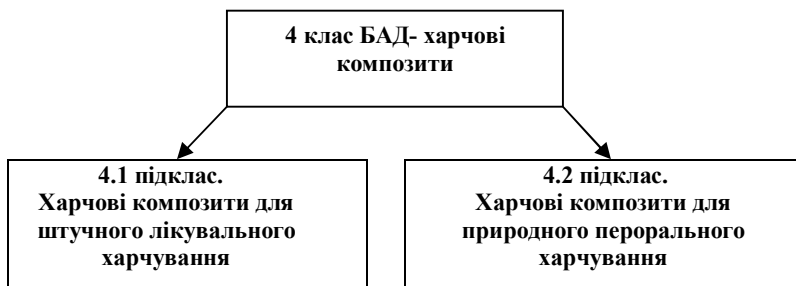 4 клас БАД- харчові
композити
4.1 підклас.
Харчові композити для
штучного лікувального
харчування
4.2 підклас.
Харчові композити для
природного перорального
харчування